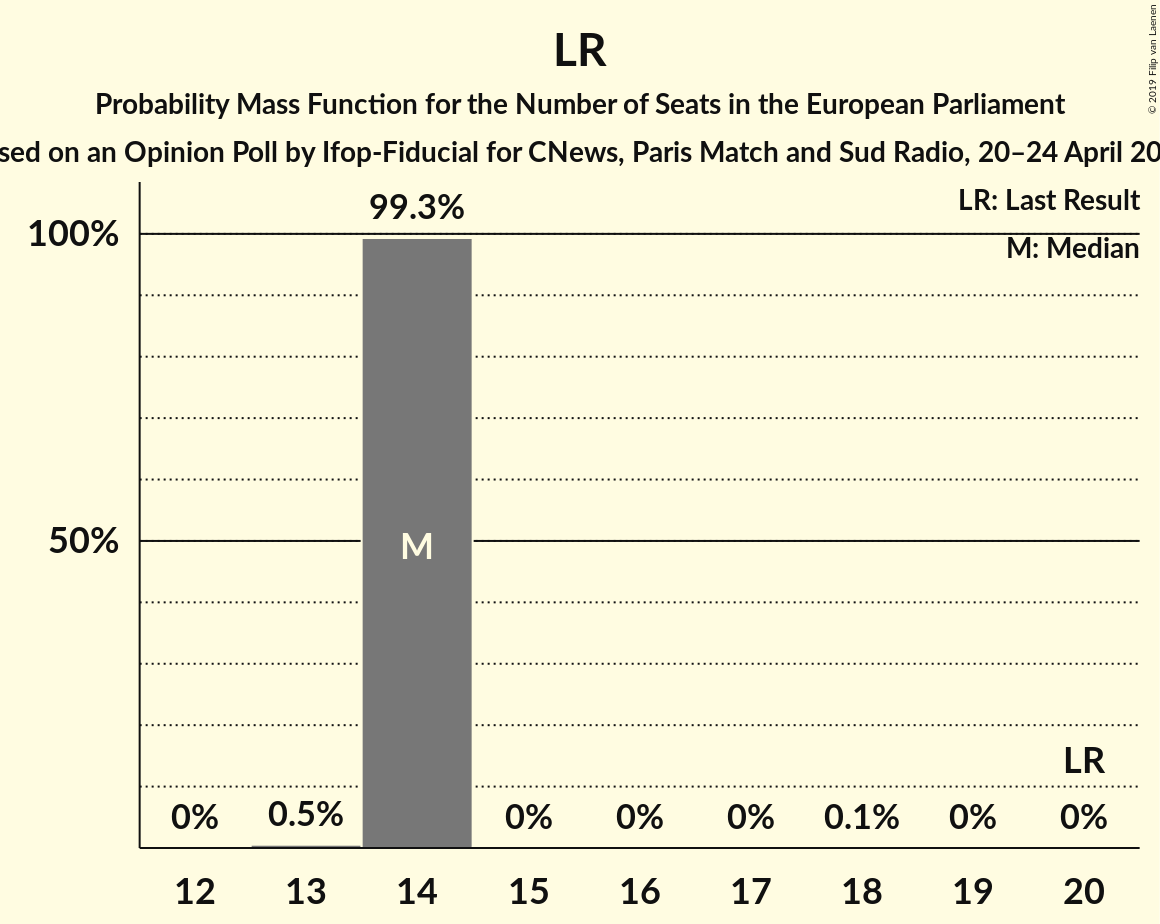 LR
Probability Mass Function for the Number of Seats in the European Parliament
sed on an Opinion Poll by Ifop-Fiducial for CNews, Paris Match and Sud Radio, 20–24 April 20
© 2019 Filip van Laenen
LR: Last Result
M: Median
99.3%
100%
50%
M
LR
0% 0.5% 0% 0% 0% 0.1% 0% 0%
12 13 14 15 16 17 18 19 20